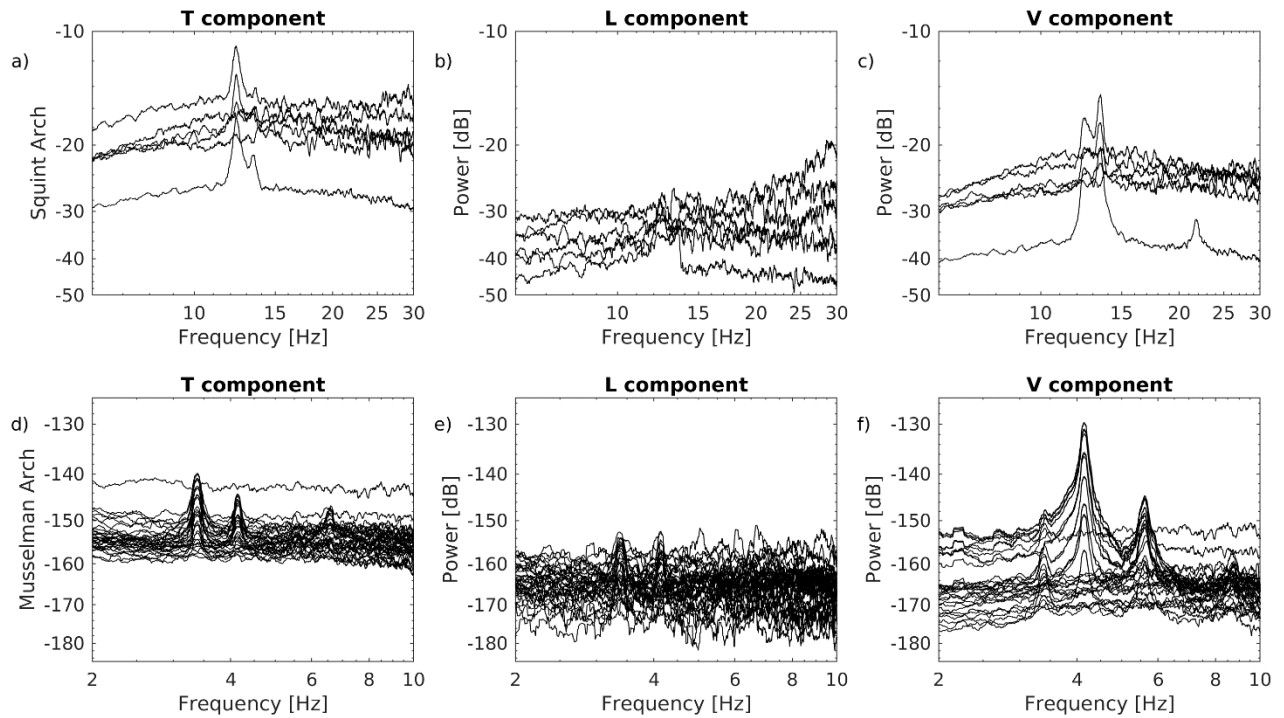 T component
L component
V component
a)
b)
c)
Squint Arch
Power [dB]
Power [dB]
-10
-20
-30
-40
-50
-10
-20
-30
-40
-50
-10
-20
-30
-40
-50
10 15 20 25 30
10 15 20 25 30
10 15 20 25 30
Frequency [Hz]
Frequency [Hz]
Frequency [Hz]
T component
L component
V component
d)
e)
f)
Musselman Arch
Power [dB]
Power [dB]
-130
-140
-150
-160
-170
-180
-130
-140
-150
-160
-170
-180
-130
-140
-150
-160
-170
-180
2 4 6 8 10
2 4 6 8 10
2 4 6 8 10
Frequency [Hz]
Frequency [Hz]
Frequency [Hz]